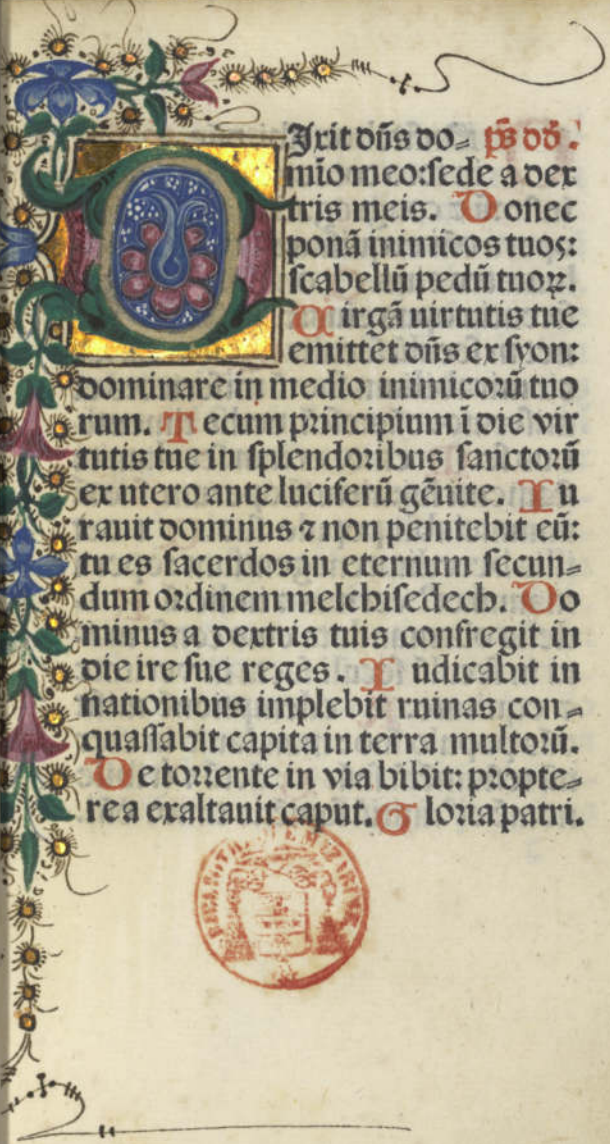 Dixit dñs do= ps dd.
mio meo:sede a dex
tris meis. Donec
ponã inimicos tuos:
scabellũ pedũ tuoꝝ.
Uirgã uirtutis tue
emittet dñs ex syon:
dominare in medio inimicorũ tuo
rum. Tecum principium ĩ die vir
tutis tue in splendoribus sanctorũ
ex utero ante luciferũ gẽuite. Iu
rauit dominus ⁊ non penitebit eũ:
tu es sacerdos in eternum secun=
dum ordinem melchisedech. Do
minus a dextris tuis confregit in
die ire sue reges. Iudicabit in
nationibus implebit ruinas con=
quassabit capita in terra multorũ.
De torrente in via bibit: propte=
rea exaltauit caput. Gloria patri.